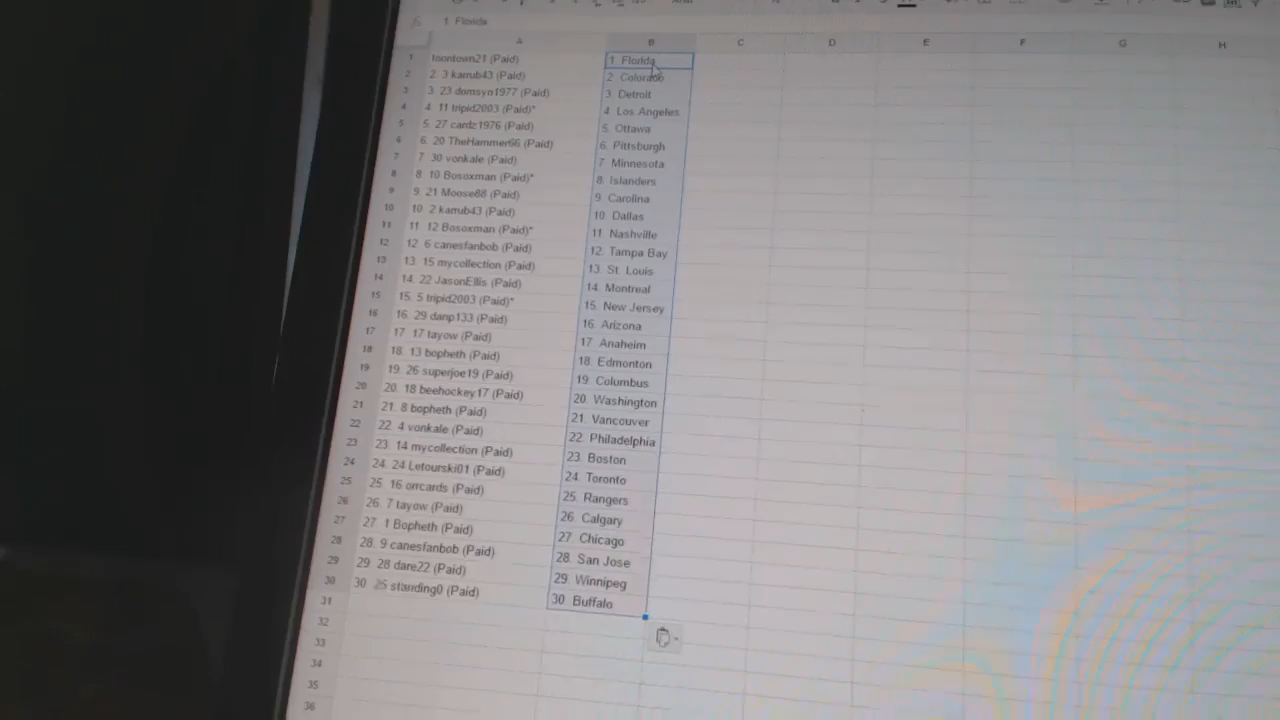 1 Florida
A B C D E F G H
1 toontown21 (Paid) 1 Florida
2 2. 3 karrub43 (Paid) 2 Colorado
3 3. 23 domsyn1977 (Paid) 3. Detroit
4 4. 11 tripid2003 (Paid)* 4 Los Angeles
5 5. 27 cardz1976 (Paid) 5. Ottawa
6 6. 20 TheHammer66 (Paid) 6. Pittsburgh
7 7 30 vonkale (Paid) 7. Minnesota
8 8. 10 Bosoxman (Paid)* 8. Islanders
9 9. 21 Moose88 (Paid) 9 Carolina
10 10 2 karrub43 (Paid) 10. Dallas
11 11 12 Bosoxman (Paid)* 11. Nashville
12 12 6 canesfanbob (Paid) 12. Tampa Bay
13 13. 15 mycollection (Paid) 13. St. Louis
14 14. 22 JasonEllis (Paid) 14. Montreal
15 15. 5 tripid2003 (Paid)* 15. New Jersey
16 16. 29 danp133 (Paid) 16 Arizona
17 17 17 tayow (Paid) 17 Anaheim
18 18. 13 bopheth (Paid) 18. Edmonton
19 19. 26 superjoe19 (Paid) 19. Columbus
20 20. 18 beehockey17 (Paid) 20. Washington
21 21. 8 bopheth (Paid) 21. Vancouver
22 22. 4 vonkale (Paid) 22. Philadelphia
23 23. 14 mycollection (Paid) 23. Boston
24 24. 24 Letourski01 (Paid) 24. Toronto
25 25. 16 orrcards (Paid) 25. Rangers
26 26. 7 tayow (Paid) 26. Calgary
27 27. 1 Bopheth (Paid) 27. Chicago
28 28. 9 canesfanbob (Paid) 28. San Jose
29 29. 28 dare22 (Paid) 29. Winnipeg
30 30 25 standing0 (Paid) 30 Buffalo
31
32
33
34
35
36